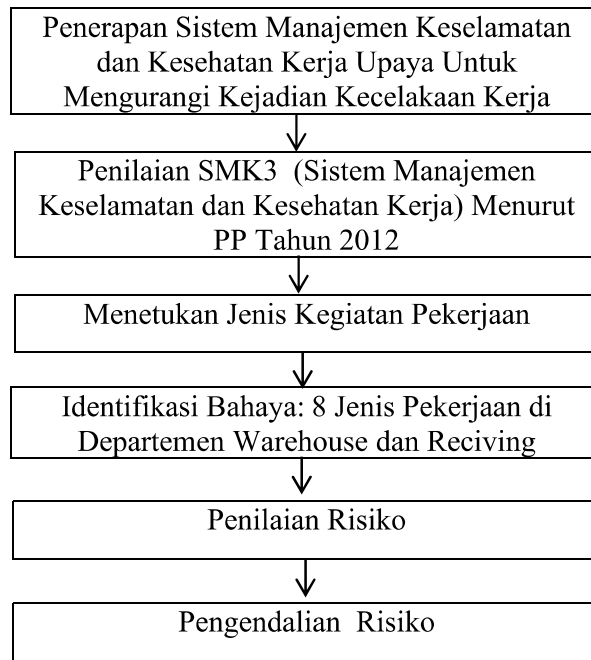 Penerapan Sistem Manajemen Keselamatan
dan Kesehatan Kerja Upaya Untuk
Mengurangi Kejadian Kecelakaan Kerja
Penilaian SMK3 (Sistem Manajemen
Keselamatan dan Kesehatan Kerja) Menurut
PP Tahun 2012
Menetukan Jenis Kegiatan Pekerjaan
Identifikasi Bahaya: 8 Jenis Pekerjaan di
Departemen Warehouse dan Reciving
Penilaian Risiko
Pengendalian Risiko